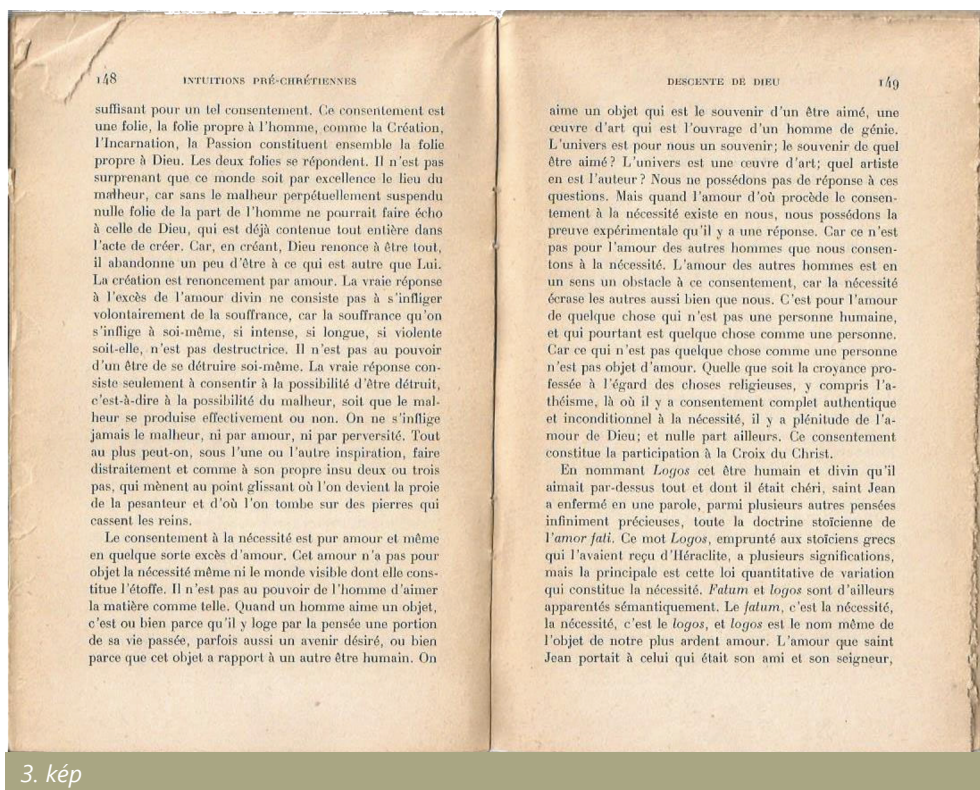 148 INTUITIONS PRÉ-CHRÉTIENNES
suffisant pour un tel consentement. Ce consentement est
une folie, la folie propre à l'homme, comme la Création,
l'Incarnation, la Passion constituent ensemble la folie
propre à Dieu. Les deux folies se répondent. Il n'est pas
surprenant que ce monde soit par excellence le lieu du
malheur, car sans le malheur perpétuellement suspendu
nulle folie de la part de l'homme ne pourrait faire écho
à celle de Dieu, qui est déjà contenue tout entière dans
l'acte de créer. Car, en créant, Dieu renonce à être tout,
il abandonne un peu d'être à ce qui est autre que Lui.
La création est renoncement par amour. La vraie réponse
à l'excès de l'amour divin ne consiste pas à s'infliger
volontairement de la souffrance, car la souffrance qu'on
s'inflige à soi-même, si intense, si longue, si violente
soit-elle, n'est pas destructrice. Il n'est pas au pouvoir
d'un être de se détruire soi-même. La vraie réponse con-
siste seulement à consentir à la possibilité d'être détruit,
c'est-à-dire à la possibilité du malheur, soit que le mal-
heur se produise effectivement ou non. On ne s'inflige
jamais le malheur, ni par amour, ni par perversité. Tout
au plus peut-on, sous l'une ou l'autre inspiration, faire
distraitement et comme à son propre insu deux ou trois
pas, qui mènent au point glissant où l'on devient la proie
de la pesanteur et d'où l'on tombe sur des pierres qui
cassent les reins.
Le consentement à la nécessité est pur amour et même
en quelque sorte excès d'amour. Cet amour n'a pas pour
objet la nécessité même ni le monde visible dont elle cons-
titue l'étoffe. Il n'est pas au pouvoir de l'homme d'aimer
la matière comme telle. Quand un homme aime un objet,
c'est ou bien parce qu'il y loge par la pensée une portion
de sa vie passée, parfois aussi un avenir désiré, ou bien
parce que cet objet a rapport à un autre être humain. On
DESCENTE DE DIEU 149
aime un objet qui est le souvenir d'un être aimé, une
œuvre d'art qui est l'ouvrage d'un homme de génie.
L'univers est pour nous un souvenir; le souvenir de quel
être aimé? L'univers est une œuvre d'art; quel artiste
en est l'auteur? Nous ne possédons pas de réponse à ces
questions. Mais quand l'amour d'où procède le consen-
tement à la nécessité existe en nous, nous possédons la
preuve expérimentale qu'il y a une réponse. Car ce n'est
pas pour l'amour des autres hommes que nous consen-
tons à la nécessité. L'amour des autres hommes est en
un sens un obstacle à ce consentement, car la nécessité
écrase les autres aussi bien que nous. C'est pour l'amour
de quelque chose qui n'est pas une personne humaine,
et qui pourtant est quelque chose comme une personne.
Car ce qui n'est pas quelque chose comme une personne
n'est pas objet d'amour. Quelle que soit la croyance pro-
fessée à l'égard des choses religieuses, y compris l'a-
théisme, là où il y a consentement complet authentique
et inconditionnel à la nécessité, il y a plénitude de l'a-
mour de Dieu; et nulle part ailleurs. Ce consentement
constitue la participation à la Croix du Christ.
En nommant Logos cet être humain et divin qu'il
aimait par-dessus tout et dont il était chéri, saint Jean
a enfermé en une parole, parmi plusieurs autres pensées
infiniment précieuses, toute la doctrine stoïcienne de
l'amor fati. Ce mot Logos, emprunté aux stoïciens grecs
qui l'avaient reçu d'Héraclite, a plusieurs significations,
mais la principale est cette loi quantitative de variation
qui constitue la nécessité. Fatum et logos sont d'ailleurs
apparentés sémantiquement. Le fatum, c'est la nécessité,
la nécessité, c'est le logos, et logos est le nom même de
l'objet de notre plus ardent amour. L'amour que saint
Jean portait à celui qui était son ami et son seigneur,
3. kép